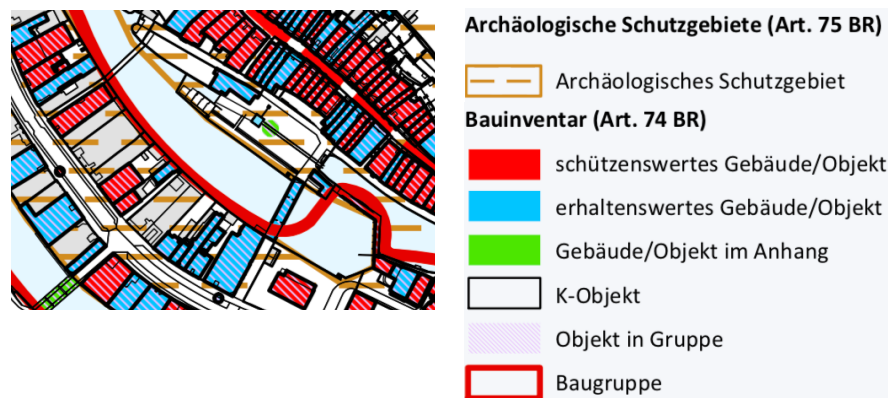 Archäologische Schutzgebiete (Art. 75 BR)
Archäologisches Schutzgebiet
Bauinventar (Art. 74 BR)
schützenswertes Gebäude/Objekt
erhaltenswertes Gebäude/Objekt
Gebäude/Objekt im Anhang
K-Objekt
Objekt in Gruppe
Baugruppe